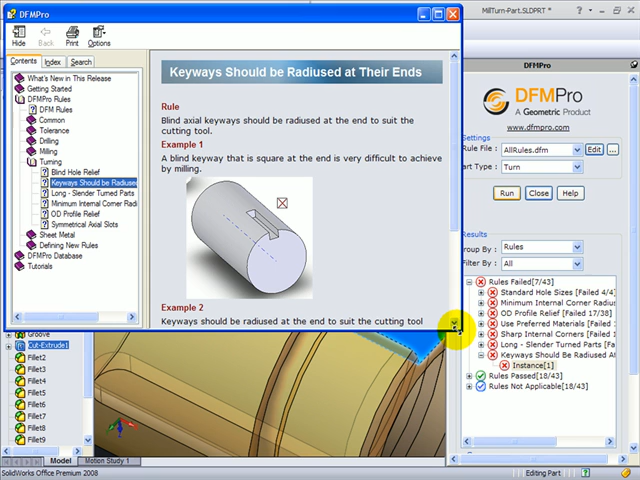 DFMPro
MillTurn-Part.SLDPRT *
Hide
Back
Print
Options
Contents
Index
Search
What's New in This Release
Getting Started
DFMPro Rules
DFM Rules
Common
Tolerance
Drilling
Milling
Turning
Blind Hole Relief
Keyways Should be Radiused
Long - Slender Turned Parts
Minimum Internal Corner Radi
OD Profile Relief
Symmetrical Axial Slots
Sheet Metal
Defining New Rules
DFMPro Database
Tutorials
Keyways Should be Radiused at Their Ends
Rule
Blind axial keyways should be radiused at the end to suit the
cutting tool.
Example 1
A blind keyway that is square at the end is very difficult to achieve
by milling.
Example 2
Keyways should be radiused at the end to suit the cutting tool
DFMPro
DFMPro
A Geometric Product
www.dfmpro.com
Settings
Rule File :
AllRules.dfm
Edit
...
art Type :
Turn
Run
Close
Help
Results
roup By :
Rules
Filter By :
All
Rules Failed[7/43]
Standard Hole Sizes [Failed 4/4]
Minimum Internal Corner Radius
OD Profile Relief [Failed 17/38]
Use Preferred Materials [Failed
Sharp Internal Corners [Failed
Long - Slender Turned Parts [F
Keyways Should Be Radiused At
Instance[1]
Rules Passed[18/43]
Rules Not Applicable[18/43]
Groove
Cut-Extrude1
Fillet2
Fillet3
Fillet4
Fillet5
Fillet6
Fillet7
Fillet8
Fillet9
Model
Motion Study 1
SolidWorks Office Premium 2008
Editing Part